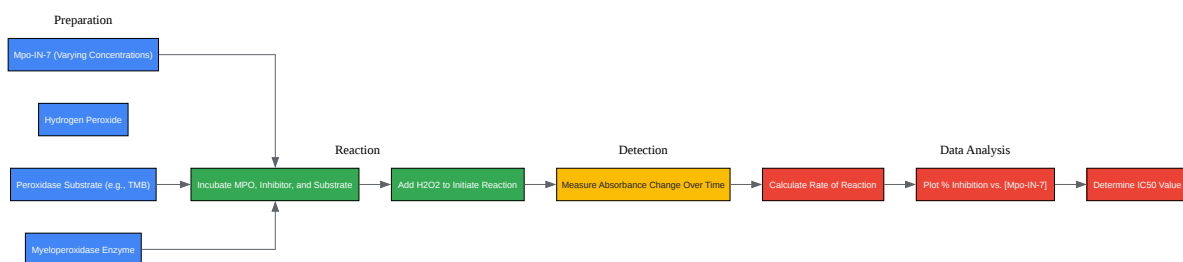 Preparation
Mpo-IN-7 (Varying Concentrations)
Hydrogen Peroxide
Peroxidase Substrate (e.g., TMB)
Myeloperoxidase Enzyme
Reaction
Incubate MPO, Inhibitor, and Substrate
Add H2O2 to Initiate Reaction
Detection
Measure Absorbance Change Over Time
Data Analysis
Calculate Rate of Reaction
Plot % Inhibition vs. [Mpo-IN-7]
Determine IC50 Value